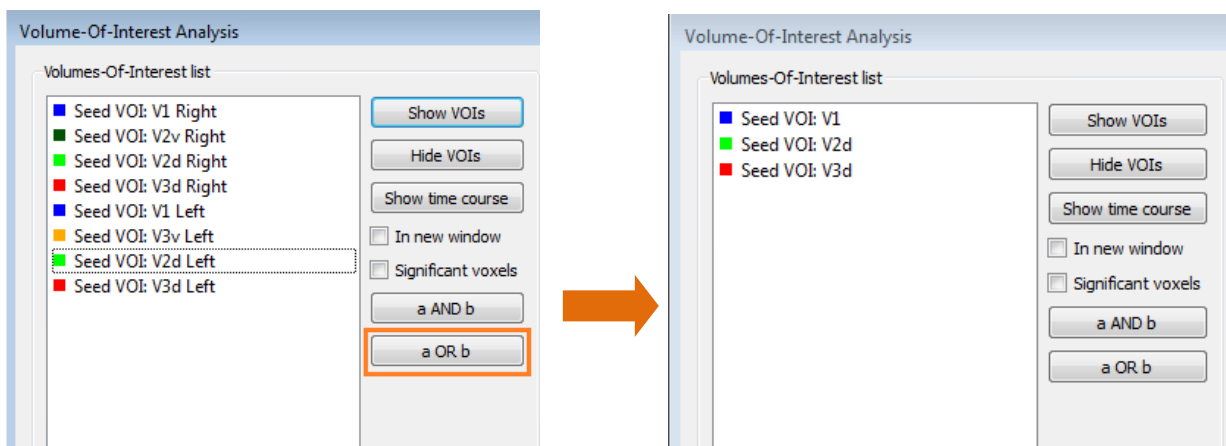 Volume-Of-Interest Analysis
Volumes-Of-Interest list
Seed VOI: V1 Right
Seed VOI: V2v Right
Seed VOI: V2d Right
Seed VOI: V3d Right
Seed VOI: V1 Left
Seed VOI: V3v Left
Seed VOI: V2d Left
Seed VOI: V3d Left
Show VOIs
Hide VOIs
Show time course
In new window
Significant voxels
a AND b
a OR b
Volume-Of-Interest Analysis
Volumes-Of-Interest list
Seed VOI: V1
Seed VOI: V2d
Seed VOI: V3d
Show VOIs
Hide VOIs
Show time course
In new window
Significant voxels
a AND b
a OR b